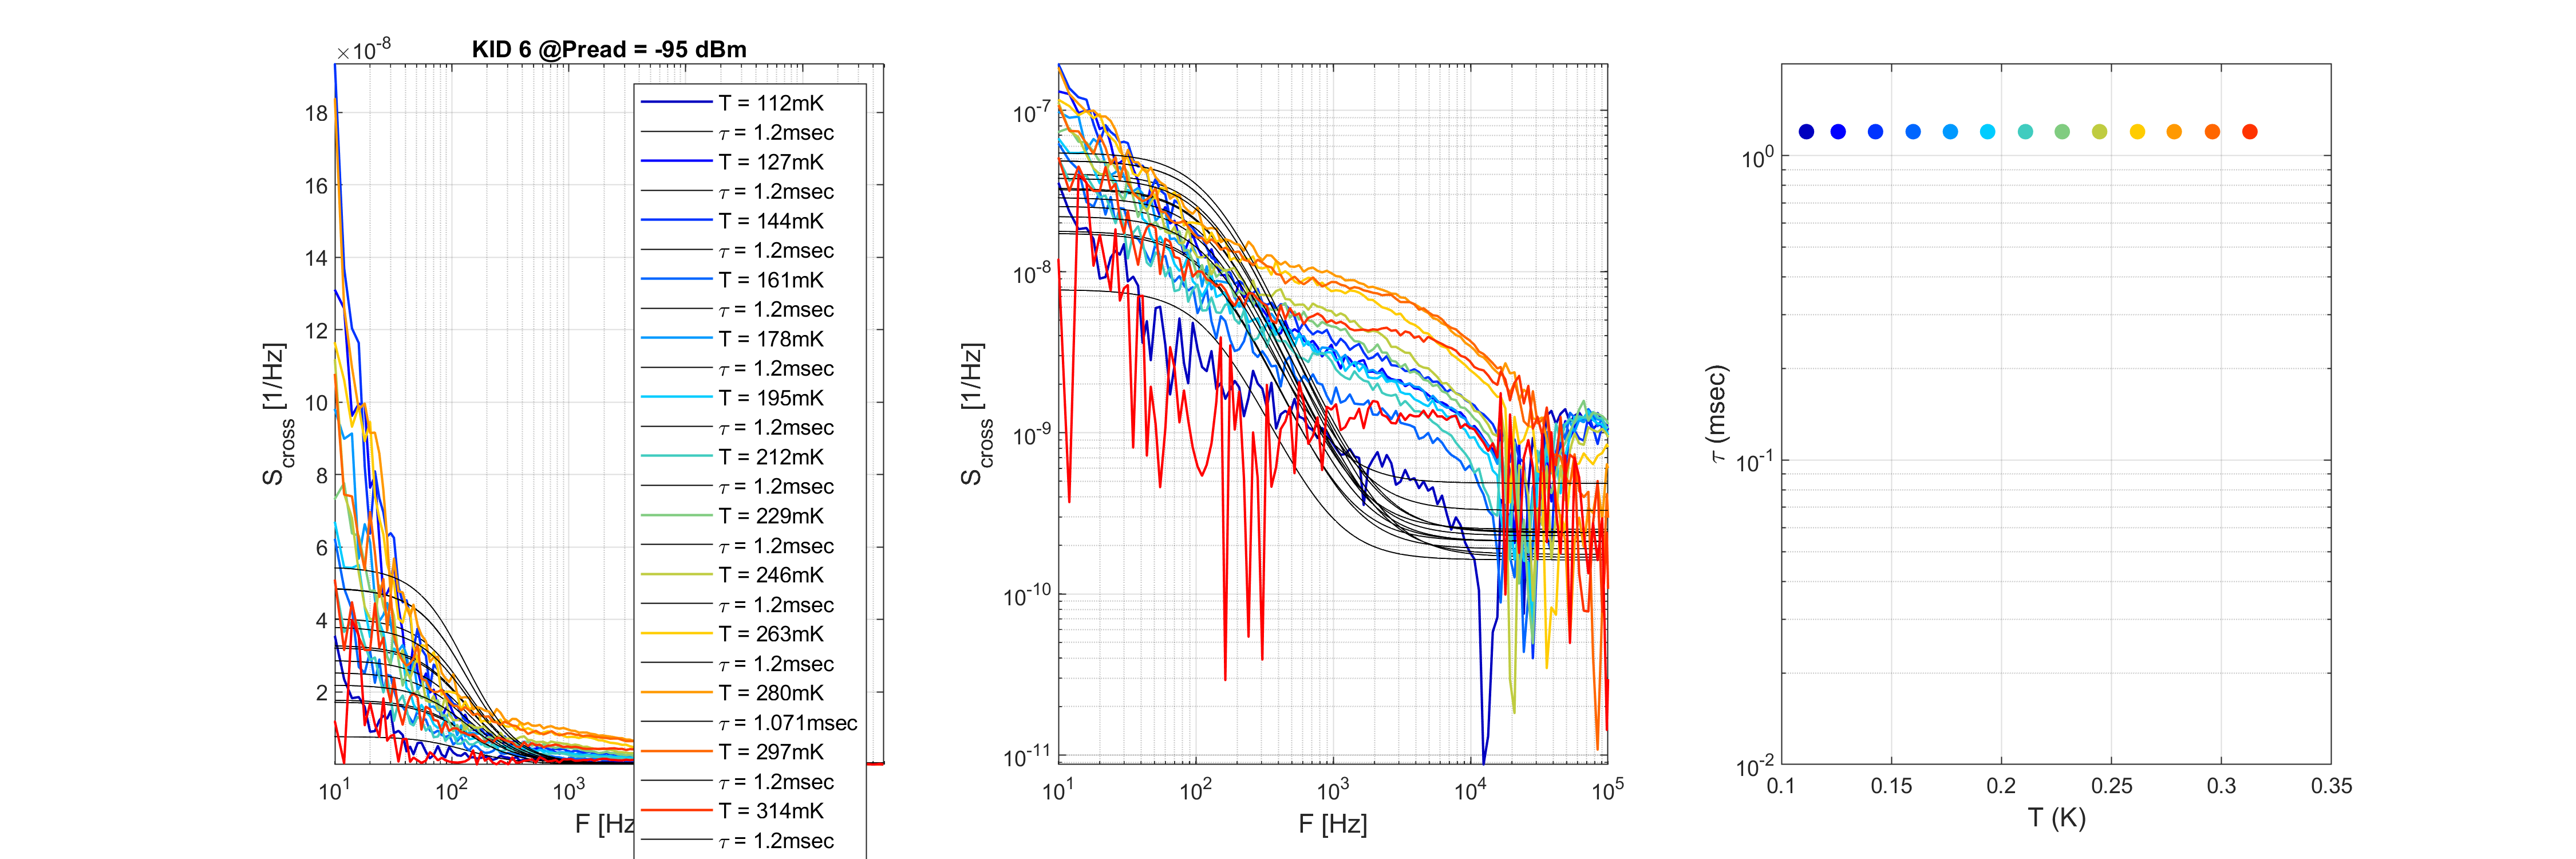 KID 6 @Pread = -95 dBm
×10-8
18
16
14
12
10
8
6
4
2
Scross [1/Hz]
101
102
103
F [Hz
T = 112mK
τ = 1.2msec
T = 127mK
τ = 1.2msec
T = 144mK
τ = 1.2msec
T = 161mK
τ = 1.2msec
T = 178mK
τ = 1.2msec
T = 195mK
τ = 1.2msec
T = 212mK
τ = 1.2msec
T = 229mK
τ = 1.2msec
T = 246mK
τ = 1.2msec
T = 263mK
τ = 1.2msec
T = 280mK
τ = 1.071msec
T = 297mK
τ = 1.2msec
T = 314mK
τ = 1.2msec
10-7
10-8
10-9
10-10
10-11
Scross [1/Hz]
101
102
103
104
105
F [Hz]
100
10-1
10-2
τ (msec)
0.1
0.15
0.2
0.25
0.3
0.35
T (K)